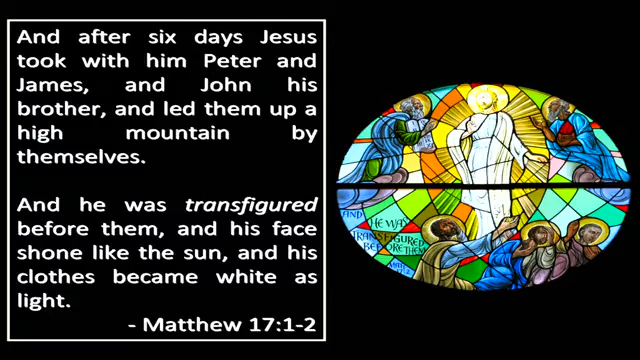 And after six days Jesus
took with him Peter and
James, and John his
brother, and led them up a
high mountain by
themselves.
And he was transfigured
before them, and his face
shone like the sun, and his
clothes became white as
light.
- Matthew 17:1-2
AND HE WAS
TRANSFIGURED
BEFORE THEM